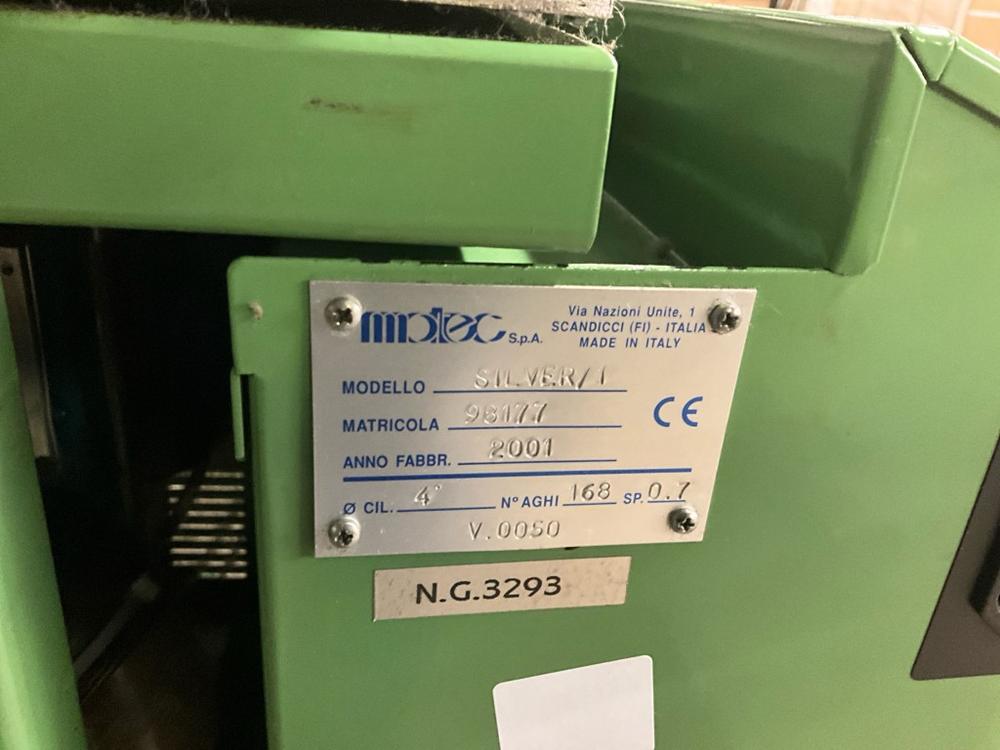 motec S.p.A.
Via Nazioni Unite, 1
SCANDICCI (FI) - ITALIA
MADE IN ITALY
MODELLO SILVER/1
MATRICOLA 98177
ANNO FABBR. 2001
CE
Ø CIL. 4° N° AGHI 168 SP. 0.7
V.0050
N.G.3293